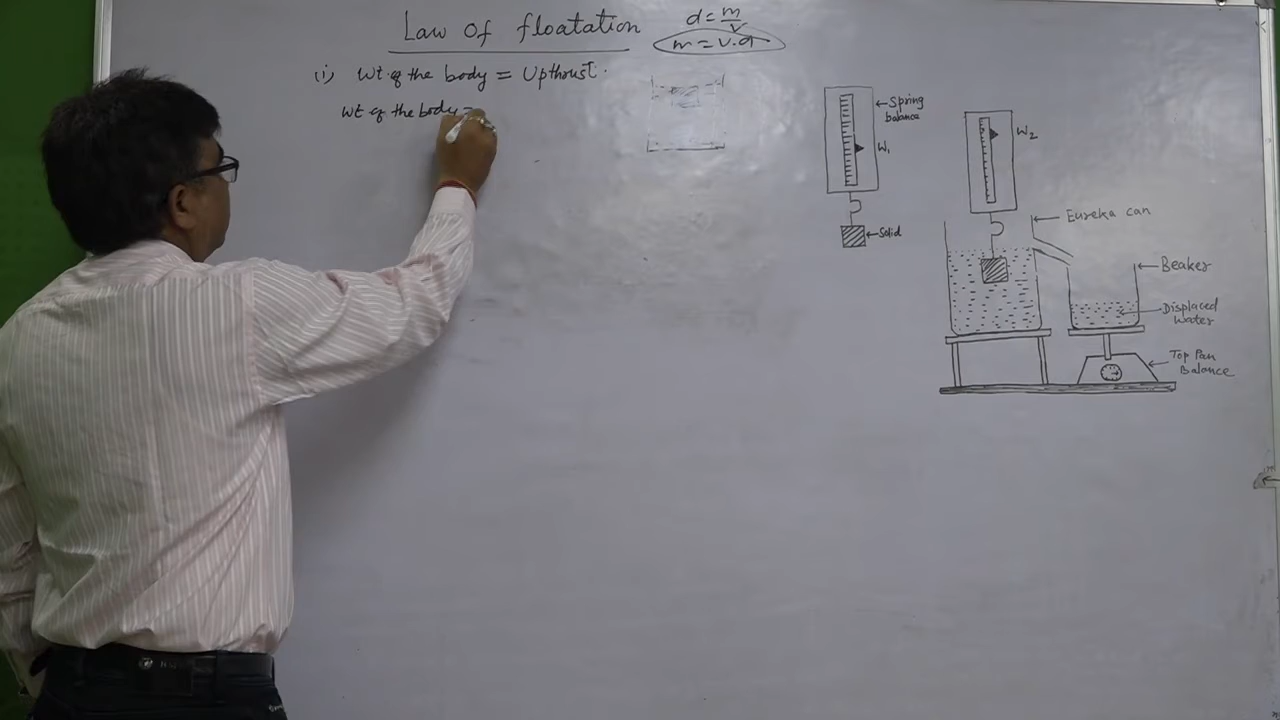 Law of floatation
d = m/v
m = v.d
(i) Wt of the body = Upthrust.
Wt of the body =
Spring balance
W₁
Solid
W₂
Eureka can
Beaker
Displaced Water
Top Pan Balance